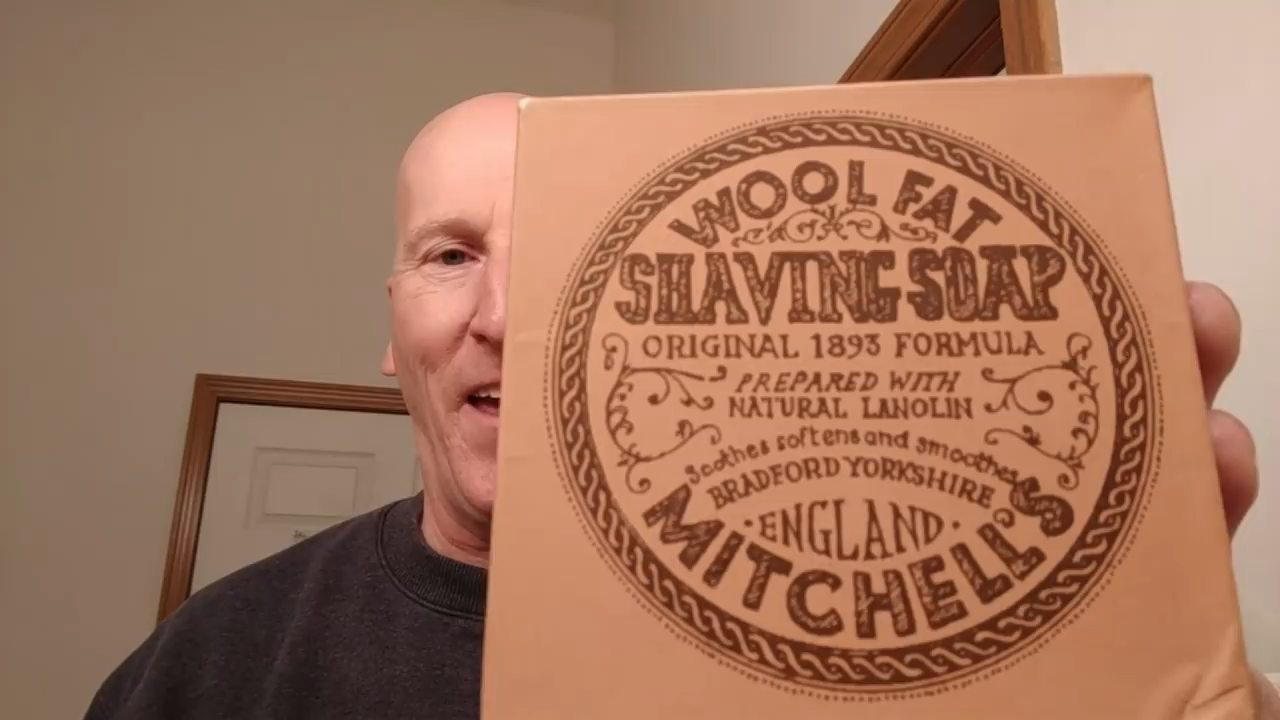 WOOL FAT
SHAVING SOAP
ORIGINAL 1893 FORMULA
PREPARED WITH
NATURAL LANOLIN
Soothes softens and smoothes
BRADFORD YORKSHIRE
·ENGLAND·
MITCHELL'S